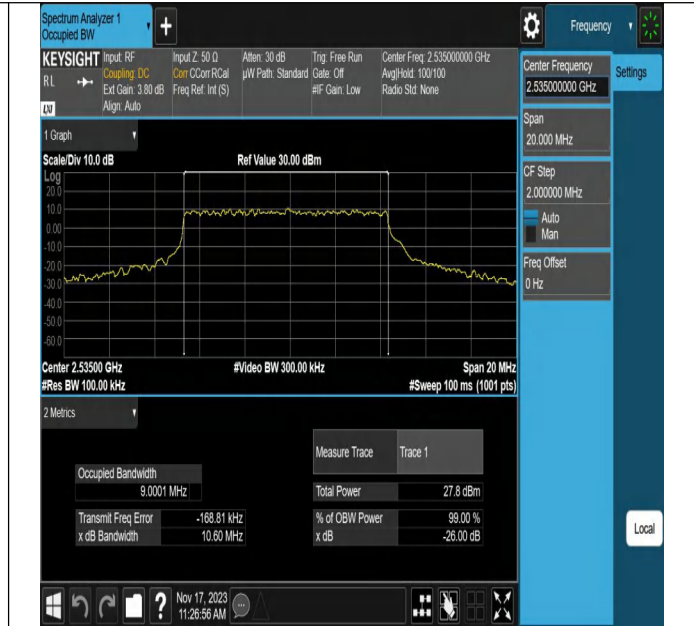 Spectrum Analyzer 1
Occupied BW
+
Frequency
KEYSIGHT
RL
LXI
Input: RF
Coupling: DC
Ext Gain: 3.80 dB
Align: Auto
Input Z: 50 Ω
Corr CCorr RCal
Freq Ref: Int (S)
Atten: 30 dB
µW Path: Standard
Trig: Free Run
Gate: Off
#IF Gain: Low
Center Freq: 2.535000000 GHz
Avg|Hold: 100/100
Radio Std: None
Center Frequency
2.535000000 GHz
Settings
Span
20.000 MHz
CF Step
2.000000 MHz
Auto
Man
Freq Offset
0 Hz
1 Graph
Scale/Div 10.0 dB
Ref Value 30.00 dBm
Log
20.0
10.0
0.00
-10.0
-20.0
-30.0
-40.0
-50.0
-60.0
Center 2.53500 GHz
#Video BW 300.00 kHz
Span 20 MHz
#Res BW 100.00 kHz
#Sweep 100 ms (1001 pts)
2 Metrics
Measure Trace Trace 1
Occupied Bandwidth
9.0001 MHz
Total Power 27.8 dBm
Transmit Freq Error -168.81 kHz
% of OBW Power 99.00 %
x dB Bandwidth 10.60 MHz
x dB -26.00 dB
Local
?
Nov 17, 2023
11:26:56 AM